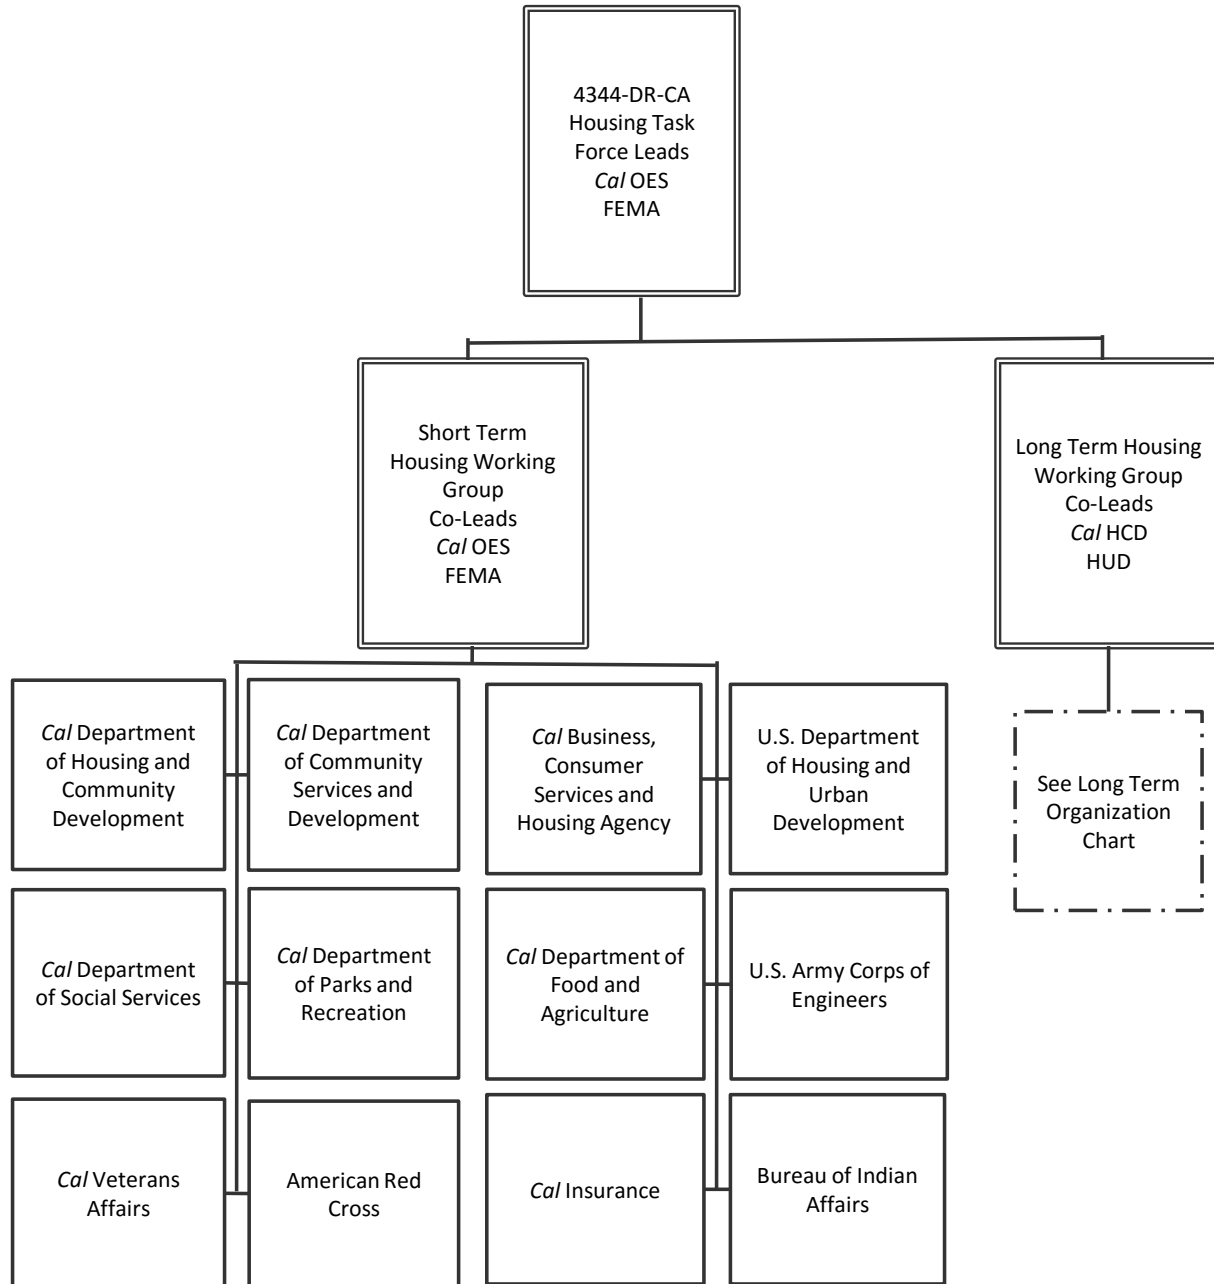 4344-DR-CA
Housing Task
Force Leads
Cal OES
FEMA
Short Term
Housing Working
Group
Co-Leads
Cal OES
FEMA
Long Term Housing
Working Group
Co-Leads
Cal HCD
HUD
Cal Department
of Housing and
Community
Development
Cal Department
of Community
Services and
Development
Cal Business,
Consumer
Services and
Housing Agency
U.S. Department
of Housing and
Urban
Development
See Long Term
Organization
Chart
Cal Department
of Social Services
Cal Department
of Parks and
Recreation
Cal Department of
Food and
Agriculture
U.S. Army Corps of
Engineers
Cal Veterans
Affairs
American Red
Cross
Cal Insurance
Bureau of Indian
Affairs